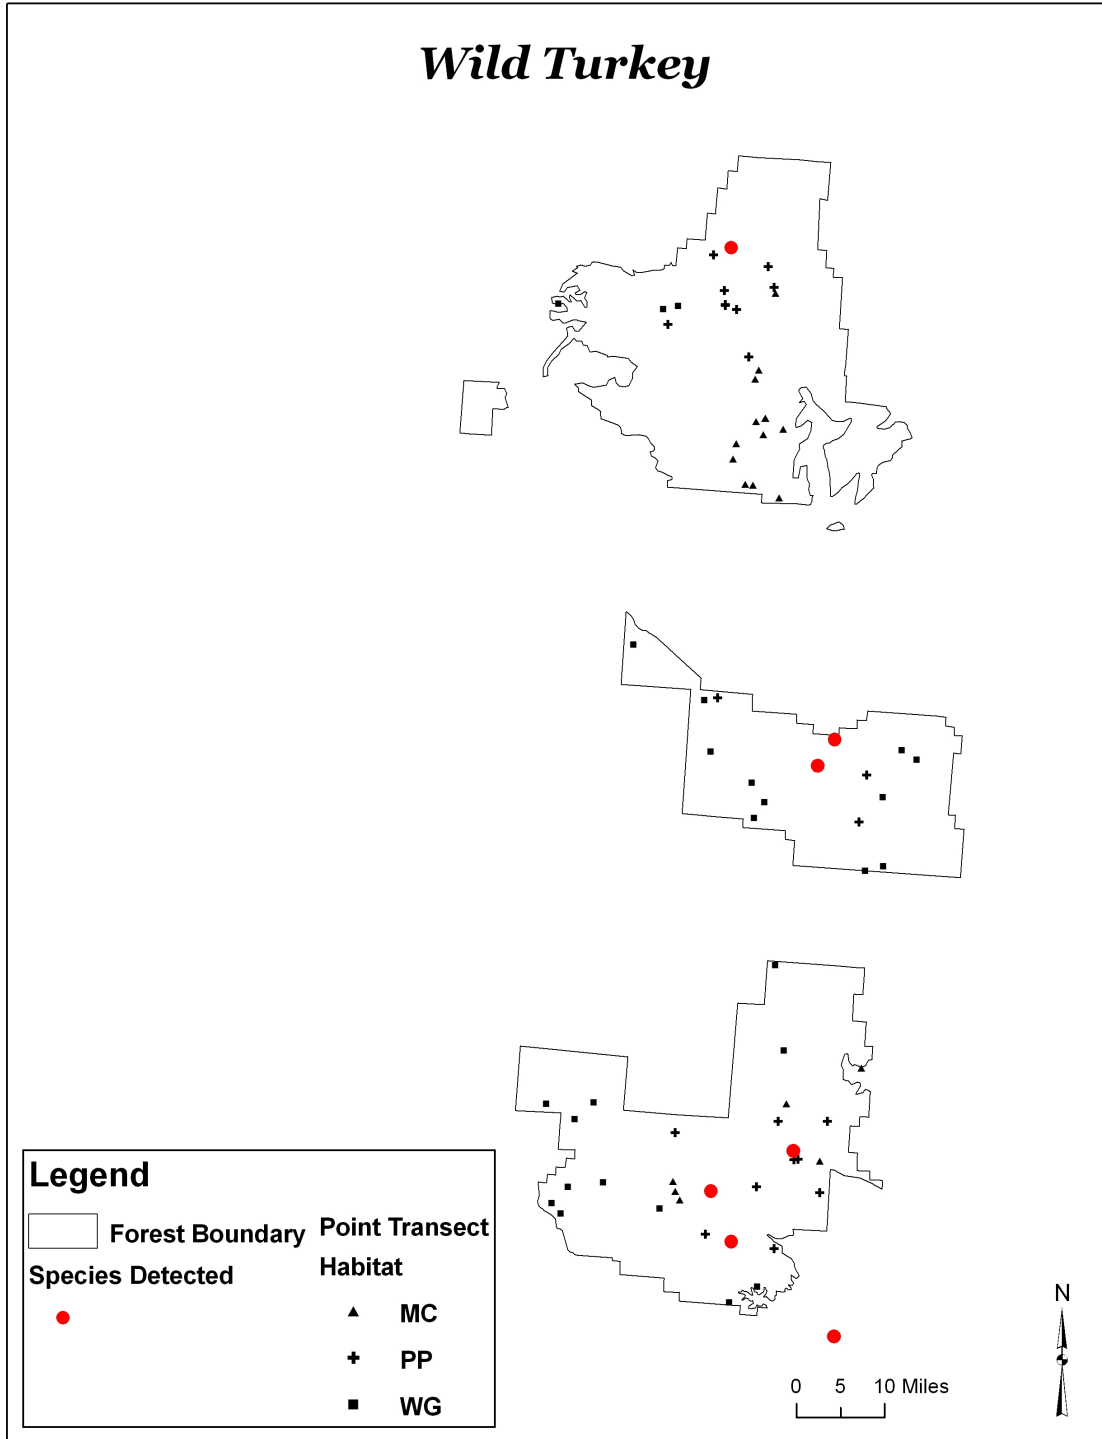 Wild Turkey
Legend
Forest Boundary
Species Detected
Point Transect
Habitat
MC
PP
WG
N
0 5 10 Miles